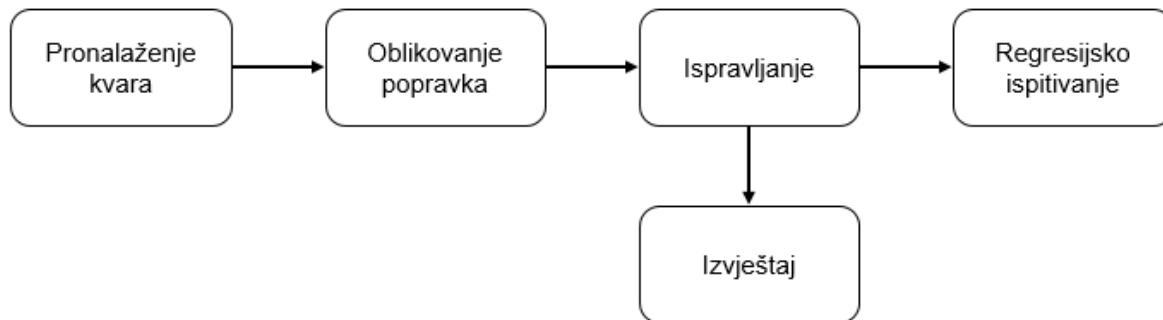 Pronalaženje
kvara
Oblikovanje
popravka
Ispravljanje
Regresijsko
ispitivanje
Izvještaj